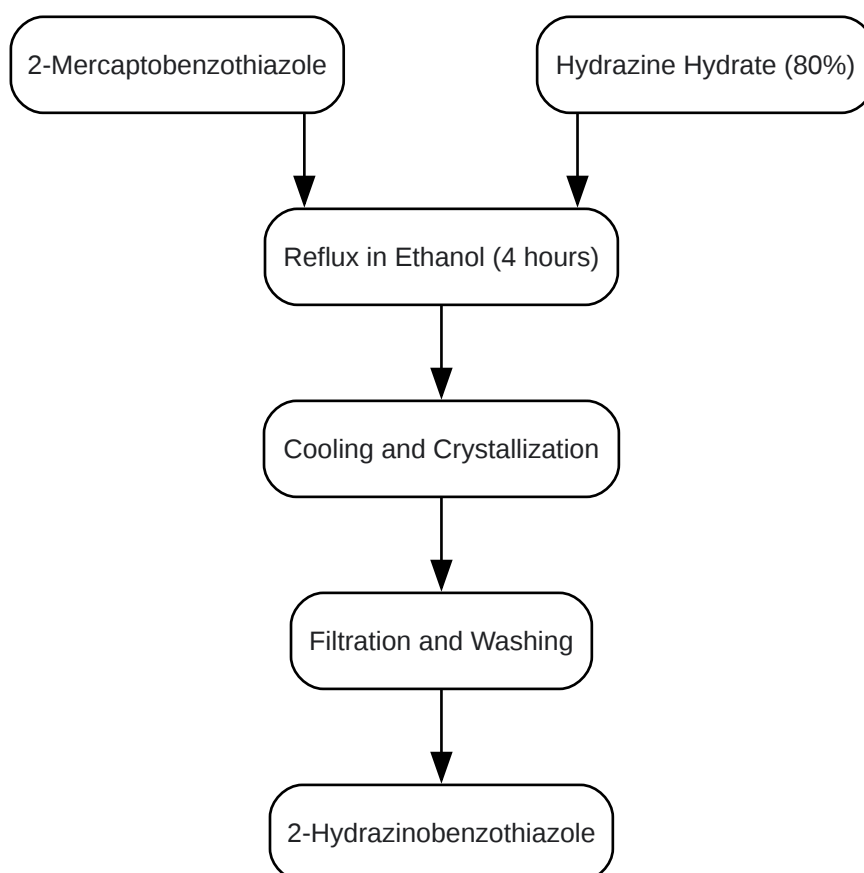 2-Mercaptobenzothiazole
Hydrazine Hydrate (80%)
Reflux in Ethanol (4 hours)
Cooling and Crystallization
Filtration and Washing
2-Hydrazinobenzothiazole